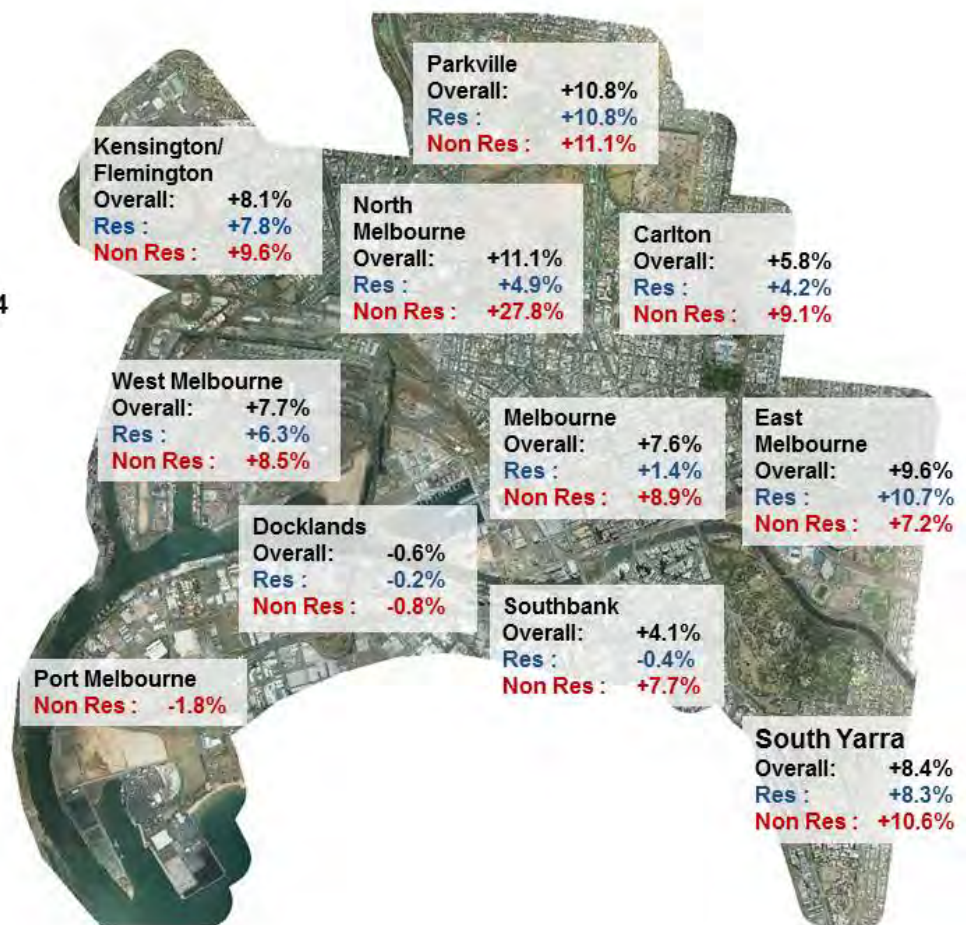 Parkville
Overall: +10.8%
Res : +10.8%
Non Res : +11.1%
Kensington/
Flemington
Overall: +8.1%
Res : +7.8%
Non Res : +9.6%
North
Melbourne
Overall: +11.1%
Res : +4.9%
Non Res : +27.8%
Carlton
Overall: +5.8%
Res : +4.2%
Non Res : +9.1%
4
West Melbourne
Overall: +7.7%
Res : +6.3%
Non Res : +8.5%
Melbourne
Overall: +7.6%
Res : +1.4%
Non Res : +8.9%
East
Melbourne
Overall: +9.6%
Res : +10.7%
Non Res : +7.2%
Docklands
Overall: -0.6%
Res : -0.2%
Non Res : -0.8%
Southbank
Overall: +4.1%
Res : -0.4%
Non Res : +7.7%
Port Melbourne
Non Res : -1.8%
South Yarra
Overall: +8.4%
Res : +8.3%
Non Res : +10.6%